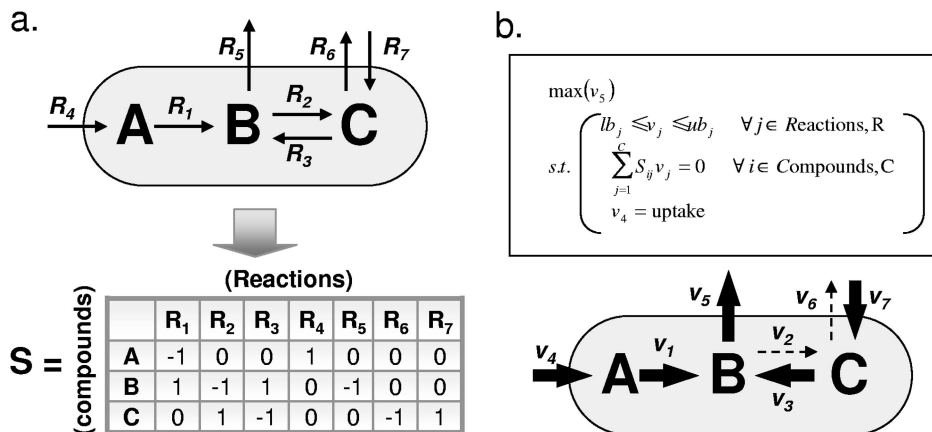 a.
R5 R6 R7
R4 R1 R2
A B C
R3
(Reactions)
S = (compounds)
R1 R2 R3 R4 R5 R6 R7
A -1 0 0 1 0 0 0
B 1 -1 1 0 -1 0 0
C 0 1 -1 0 0 -1 1
b.
max(v5)
lbj ≤vj ≤ubj ∀ j ∈ Reactions, R
s.t. C ∑ j=1 Sij vj = 0 ∀ i ∈ Compounds, C
v4 = uptake
v5 v6 v7
v4 v1 v2
A B C
v3